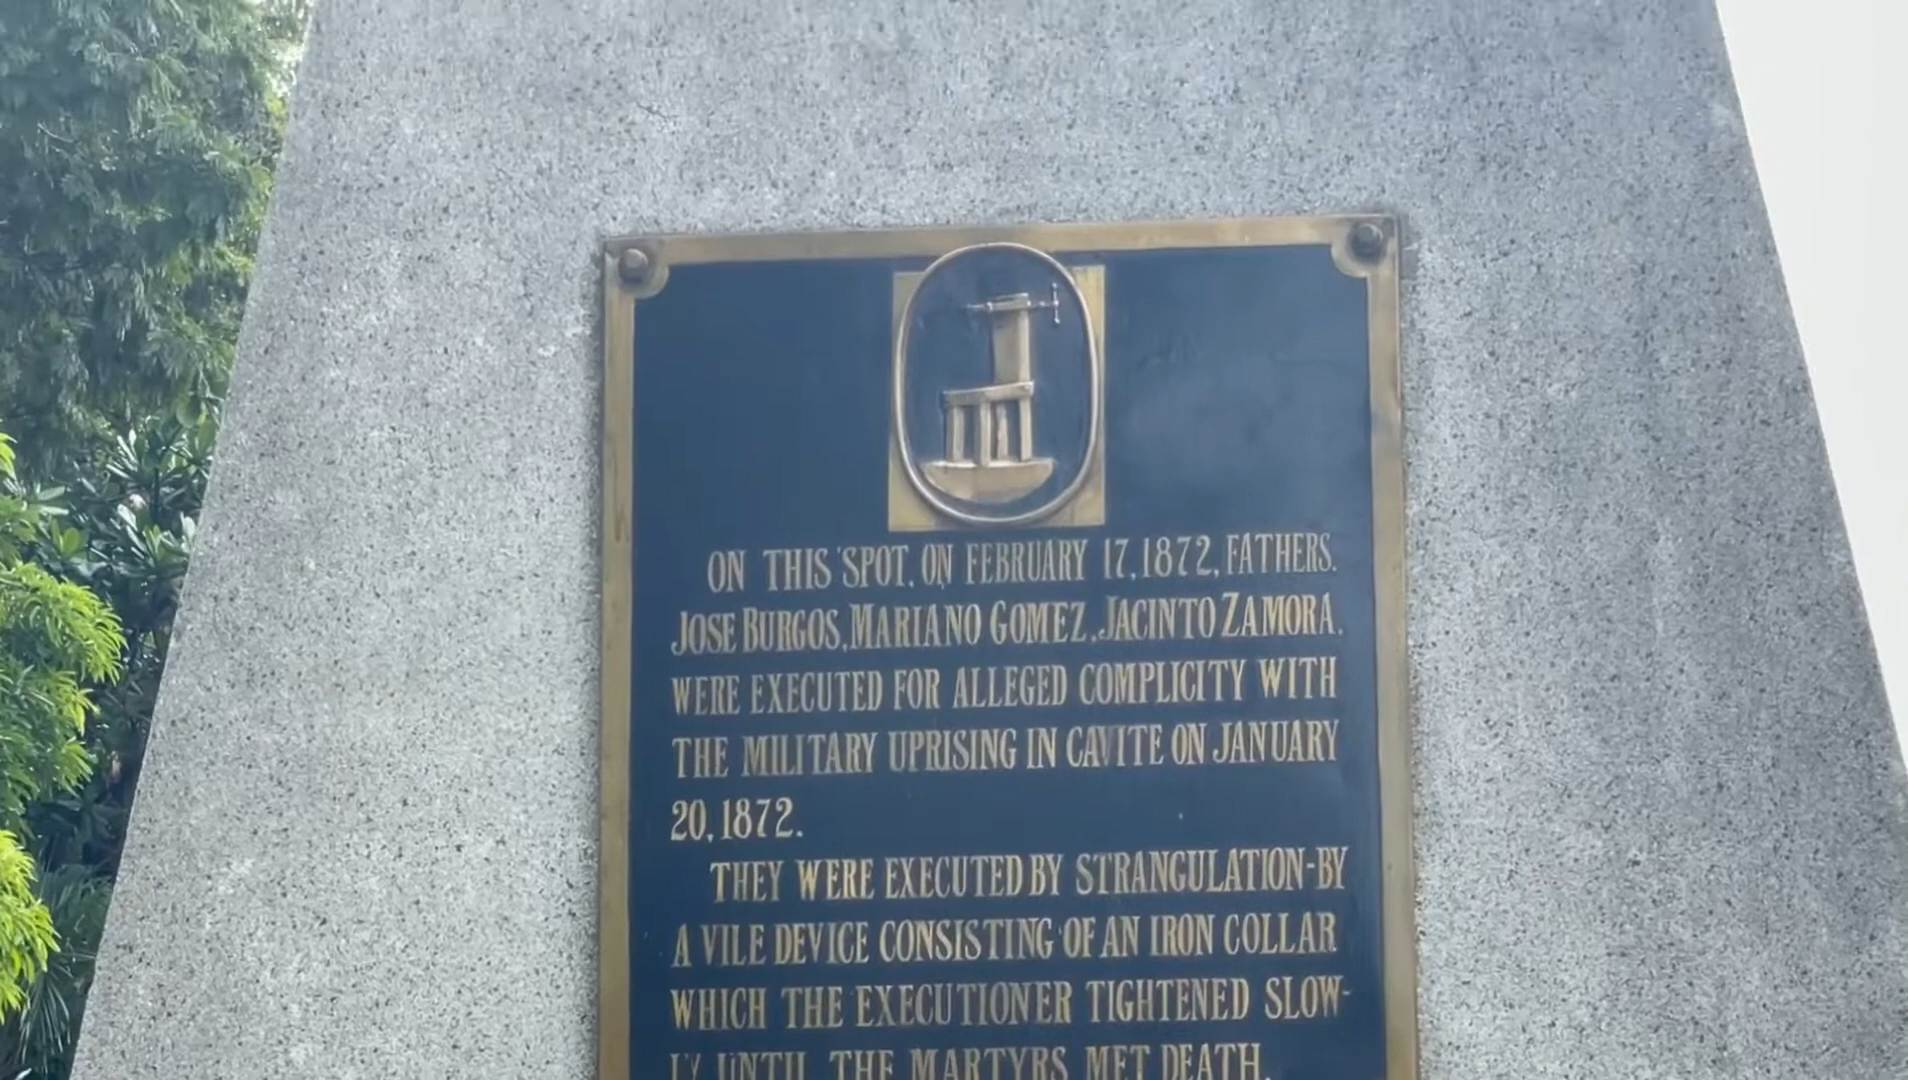 ON THIS SPOT, ON FEBRUARY 17, 1872, FATHERS.
JOSE BURGOS, MARIANO GOMEZ, JACINTO ZAMORA.
WERE EXECUTED FOR ALLEGED COMPLICITY WITH
THE MILITARY UPRISING IN CAVITE ON JANUARY
20, 1872.
THEY WERE EXECUTED BY STRANGULATION-BY
A VILE DEVICE CONSISTING OF AN IRON COLLAR
WHICH THE EXECUTIONER TIGHTENED SLOW-
LY UNTIL THE MARTYRS MET DEATH.